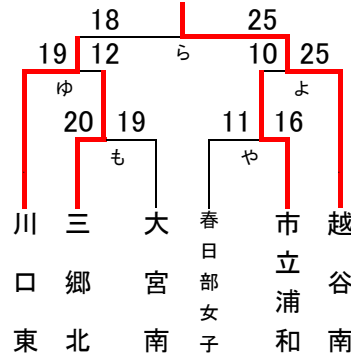 18 25
ら
19 12 10 25
ゆ よ
20 19 11 16
も や
川口東
三郷北
大宮南
春日部女子
市立浦和
越谷南